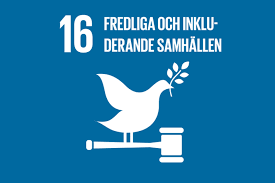 16 FREDLIGA OCH INKLU-
DERANDE SAMHÄLLEN